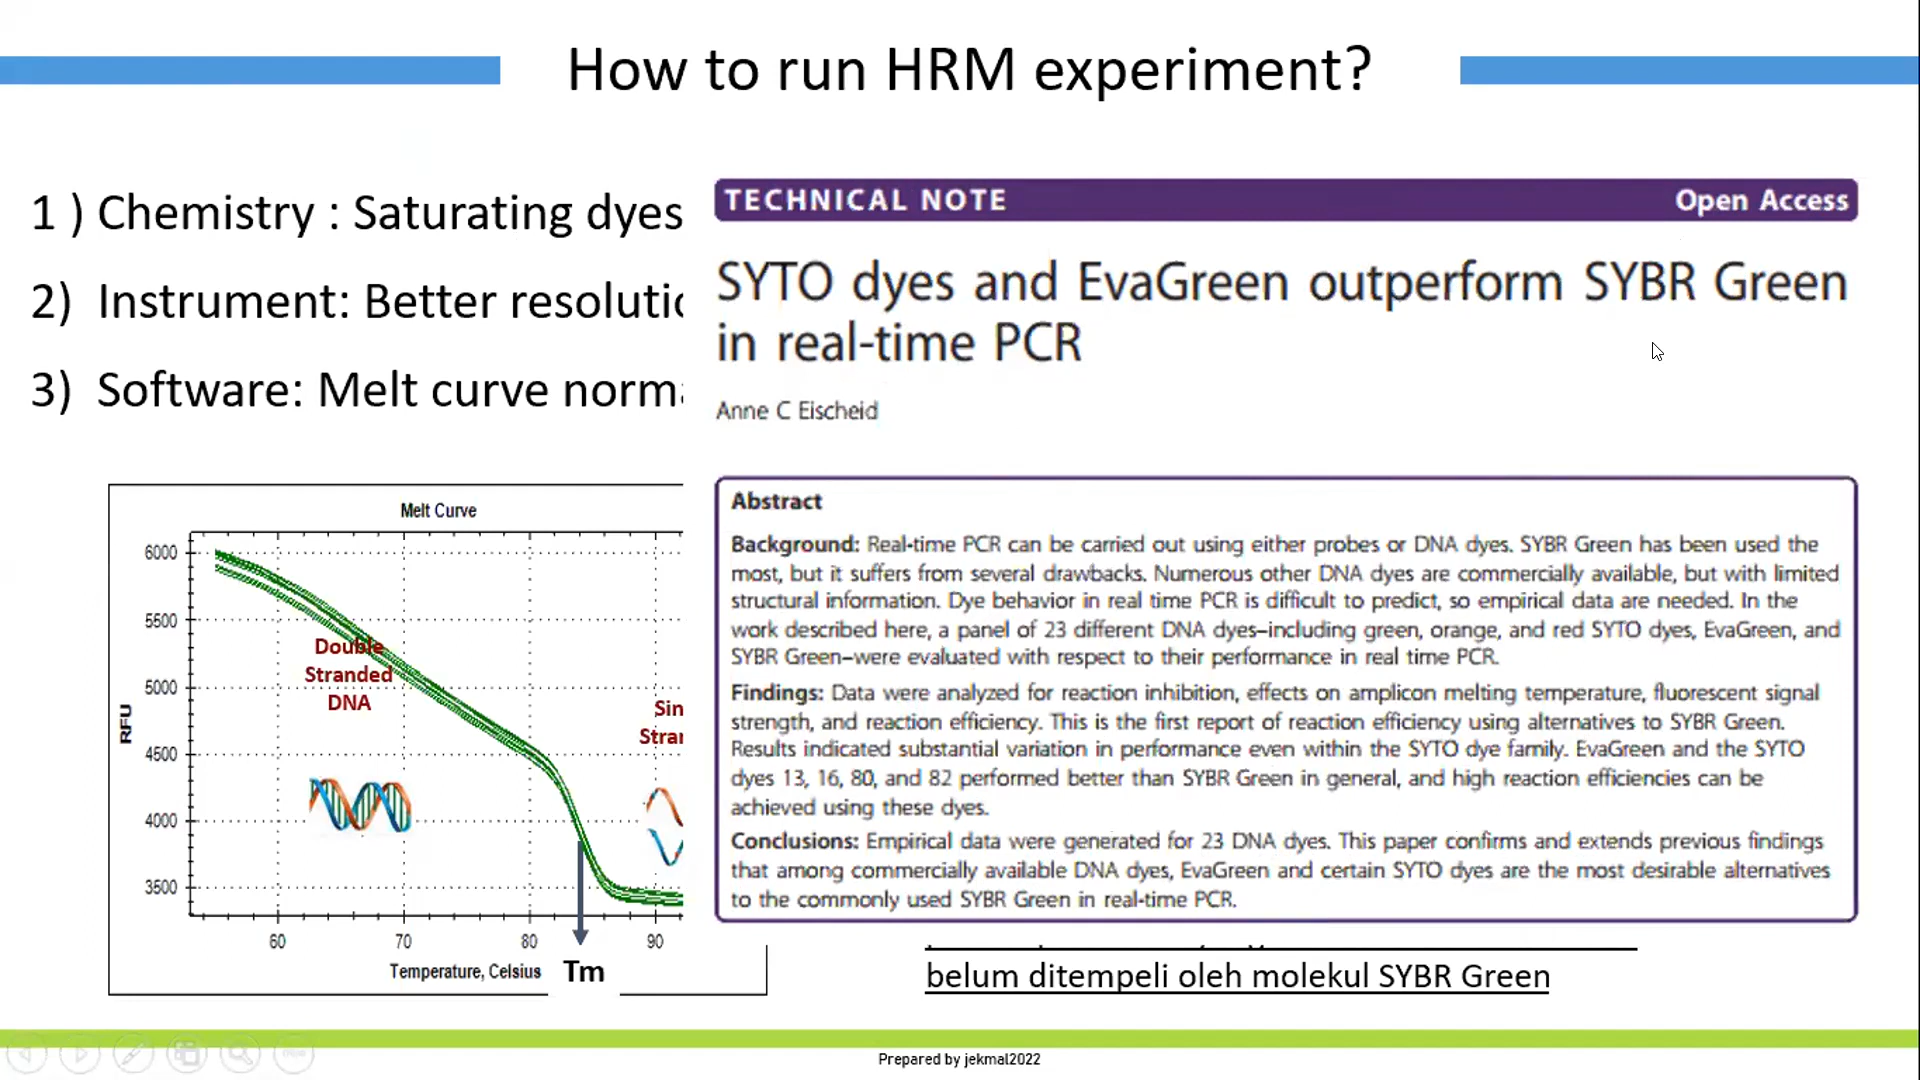 How to run HRM experiment?
1 ) Chemistry : Saturating dyes
2) Instrument: Better
3) Software: Melt curve
TECHNICAL NOTE
Open Access
SYTO dyes and EvaGreen outperform SYBR Green
in real-time PCR
Anne C Eischeid
Abstract
Background: Real-time PCR can be carried out using either probes or DNA dyes. SYBR Green has been used the
most, but it suffers from several drawbacks. Numerous other DNA dyes are commercially available, but with limited
structural information. Dye behavior in real time PCR is difficult to predict, so empirical data are needed. In the
work described here, a panel of 23 different DNA dyes–including green, orange, and red SYTO dyes, EvaGreen, and
SYBR Green–were evaluated with respect to their performance in real time PCR.
Findings: Data were analyzed for reaction inhibition, effects on amplicon melting temperature, fluorescent signal
strength, and reaction efficiency. This is the first report of reaction efficiency using alternatives to SYBR Green.
Results indicated substantial variation in performance even within the SYTO dye family. EvaGreen and the SYTO
dyes 13, 16, 80, and 82 performed better than SYBR Green in general, and high reaction efficiencies can be
achieved using these dyes.
Conclusions: Empirical data were generated for 23 DNA dyes. This paper confirms and extends previous findings
that among commercially available DNA dyes, EvaGreen and certain SYTO dyes are the most desirable alternatives
to the commonly used SYBR Green in real-time PCR.
Melt Curve
6000
5500
5000
4500
4000
3500
RFU
Double
Stranded
DNA
60
70
80
90
Temperature, Celsius
Tm
belum ditempeli oleh molekul SYBR Green
Prepared by jekmal2022